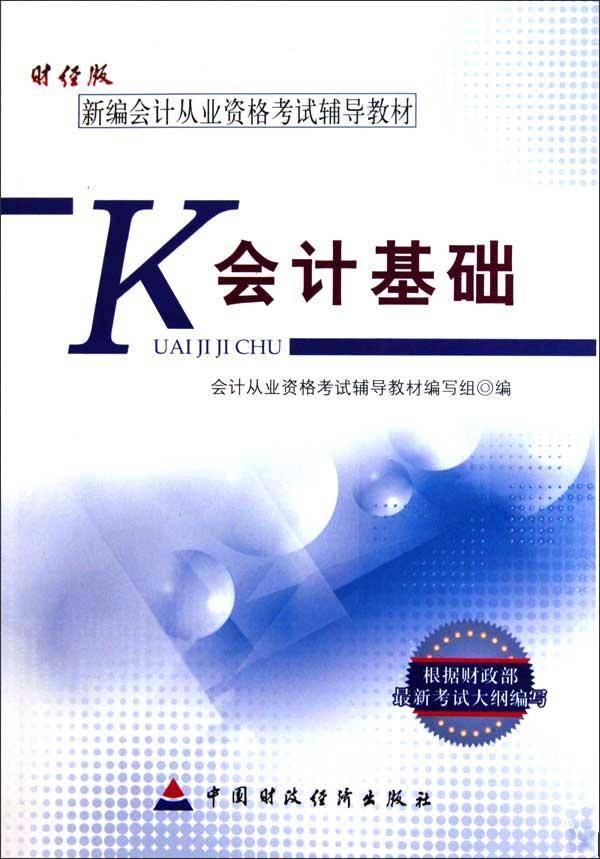 财经版
新编会计从业资格考试辅导教材
K
会计基础
UAI JI JI CHU
会计从业资格考试辅导教材编写组◎编
根据财政部
最新考试大纲编写
中国财政经济出版社